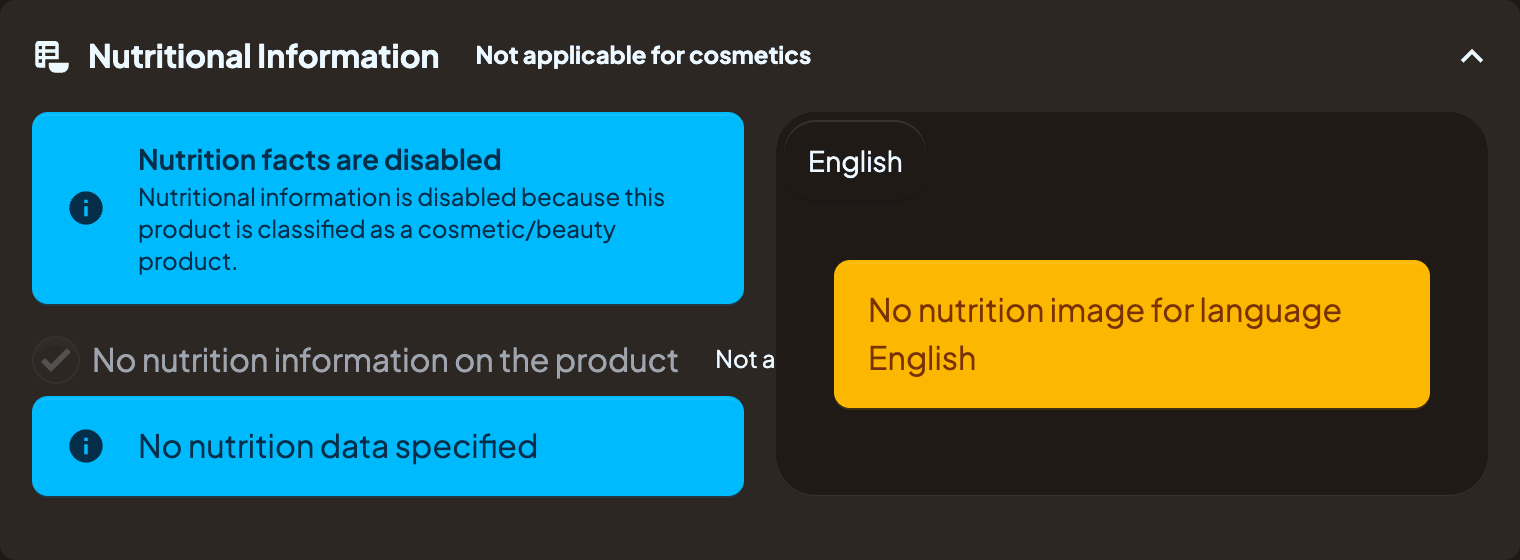 Nutritional Information Not applicable for cosmetics
Nutrition facts are disabled
Nutritional information is disabled because this
product is classified as a cosmetic/beauty
product.
No nutrition information on the product Not a
No nutrition data specified
English
No nutrition image for language
English